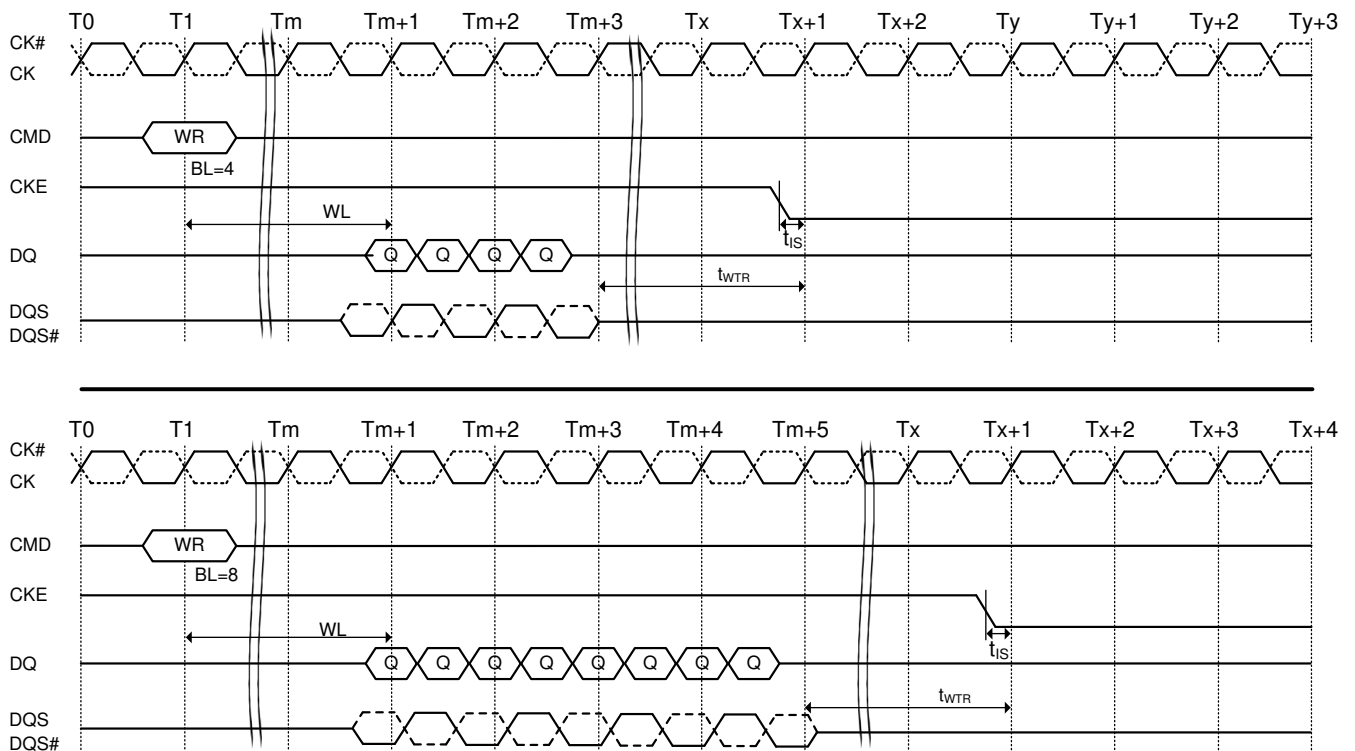 T0 T1 Tm Tm+1 Tm+2 Tm+3 Tx Tx+1 Tx+2 Ty Ty+1 Ty+2 Ty+3
CK#
CK
CMD WR
BL=4
CKE
WL
tIS
DQ Q Q Q Q
tWTR
DQS
DQS#
T0 T1 Tm Tm+1 Tm+2 Tm+3 Tm+4 Tm+5 Tx Tx+1 Tx+2 Tx+3 Tx+4
CK#
CK
CMD WR
BL=8
CKE
WL
tIS
DQ Q Q Q Q Q Q Q Q
tWTR
DQS
DQS#